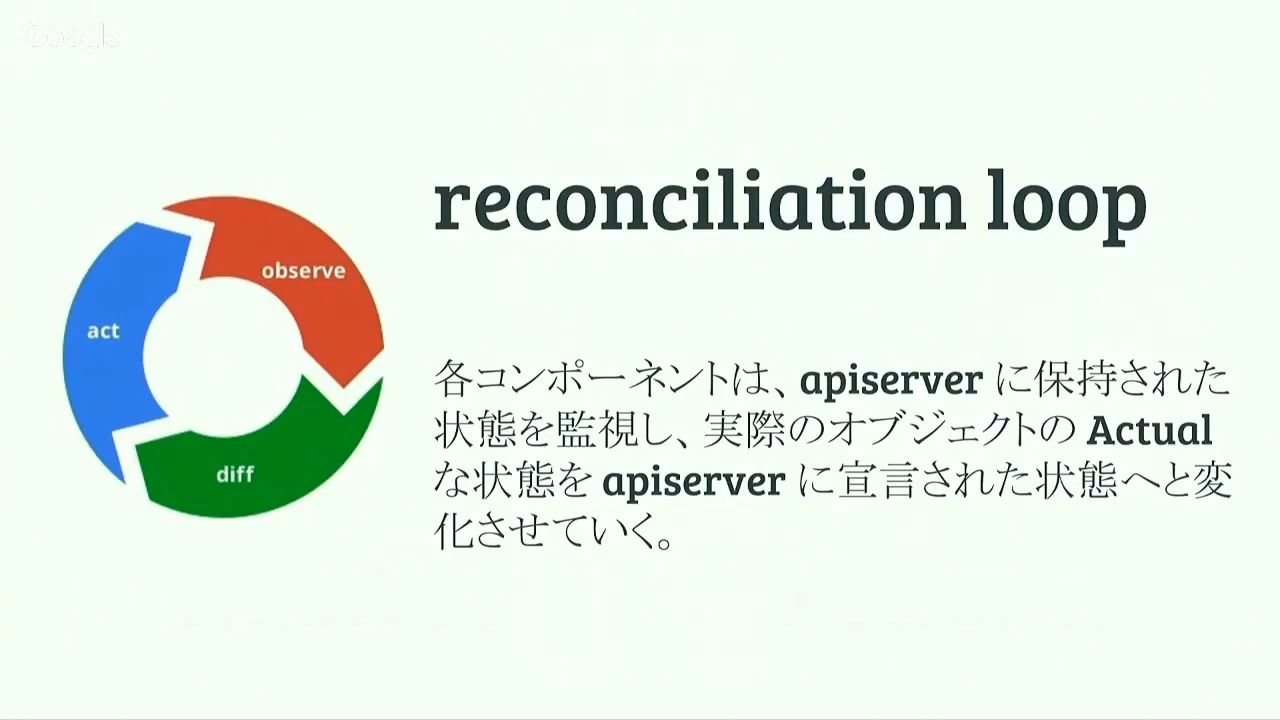 Google
reconciliation loop
observe
act
diff
各コンポーネントは、apiserver に保持された
状態を監視し、実際のオブジェクトの Actual
な状態を apiserver に宣言された状態へと変
化させていく。